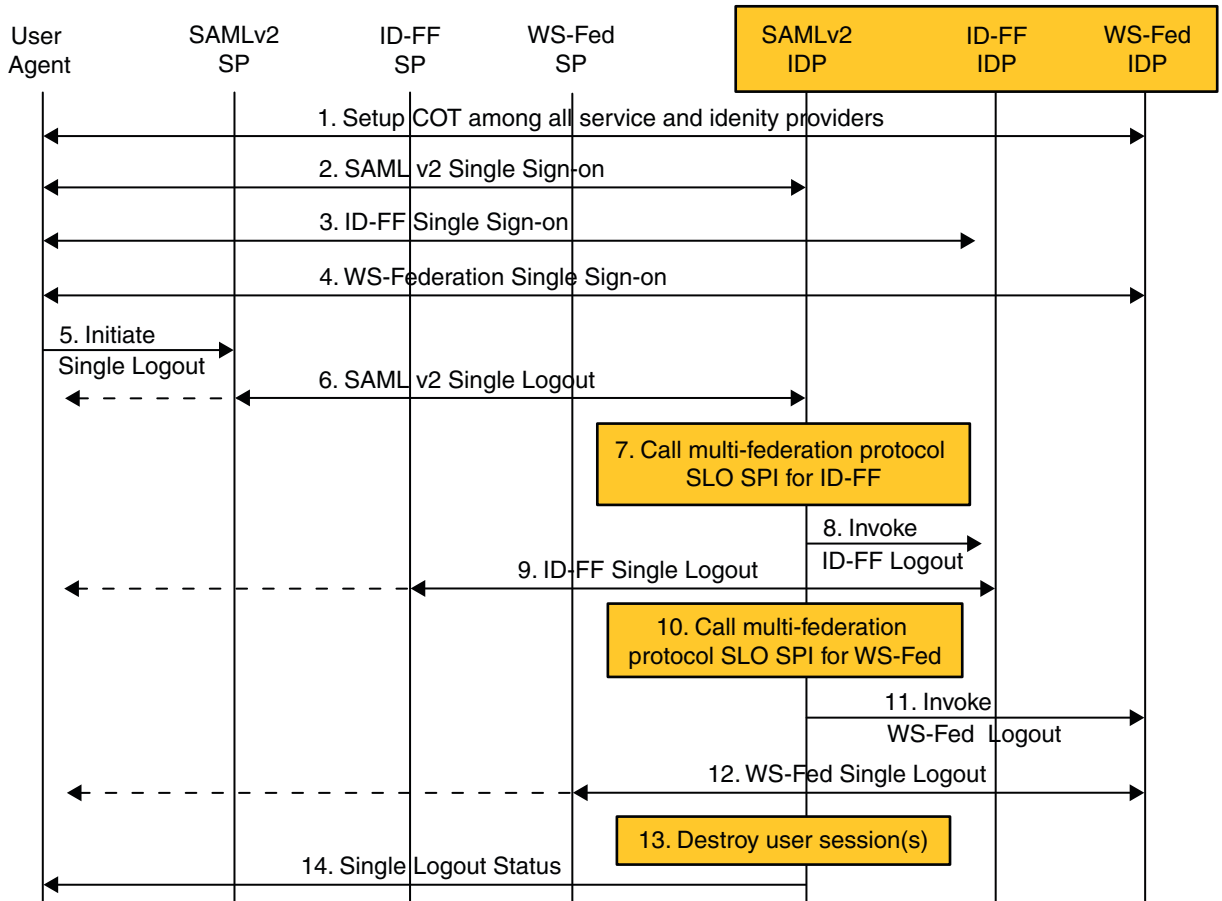 User
Agent
SAMLv2
SP
ID-FF
SP
WS-Fed
SP
SAMLv2
IDP
ID-FF
IDP
WS-Fed
IDP
1. Setup COT among all service and idenity providers
2. SAML v2 Single Sign-on
3. ID-FF Single Sign-on
4. WS-Federation Single Sign-on
5. Initiate
Single Logout
6. SAML v2 Single Logout
7. Call multi-federation protocol
SLO SPI for ID-FF
8. Invoke
ID-FF Logout
9. ID-FF Single Logout
10. Call multi-federation
protocol SLO SPI for WS-Fed
11. Invoke
WS-Fed Logout
12. WS-Fed Single Logout
13. Destroy user session(s)
14. Single Logout Status